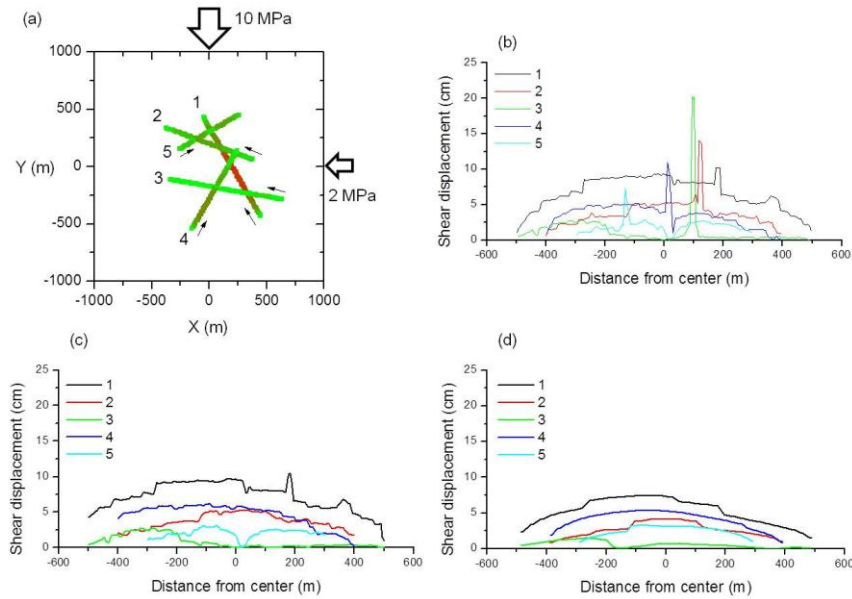 (a)
10 MPa
1000
500
0
-500
-1000
Y (m)
1
2
5
3
4
2 MPa
-1000 -500 0 500 1000
X (m)
(b)
Shear displacement (cm)
25
20
15
10
5
0
1
2
3
4
5
-600 -400 -200 0 200 400 600
Distance from center (m)
(c)
Shear displacement (cm)
25
20
15
10
5
0
1
2
3
4
5
-600 -400 -200 0 200 400 600
Distance from center (m)
(d)
Shear displacement (cm)
25
20
15
10
5
0
1
2
3
4
5
-600 -400 -200 0 200 400 600
Distance from center (m)